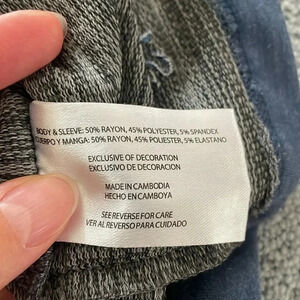 BODY & SLEEVE: 50% RAYON, 45% POLYESTER, 5% SPANDEX
CUERPO Y MANGA: 50% RAYON, 45% POLIESTER, 5% ELASTANO
EXCLUSIVE OF DECORATION
EXCLUSIVO DE DECORACION
MADE IN CAMBODIA
HECHO EN CAMBOYA
SEE REVERSE FOR CARE
VER AL REVERSO PARA CUIDADO